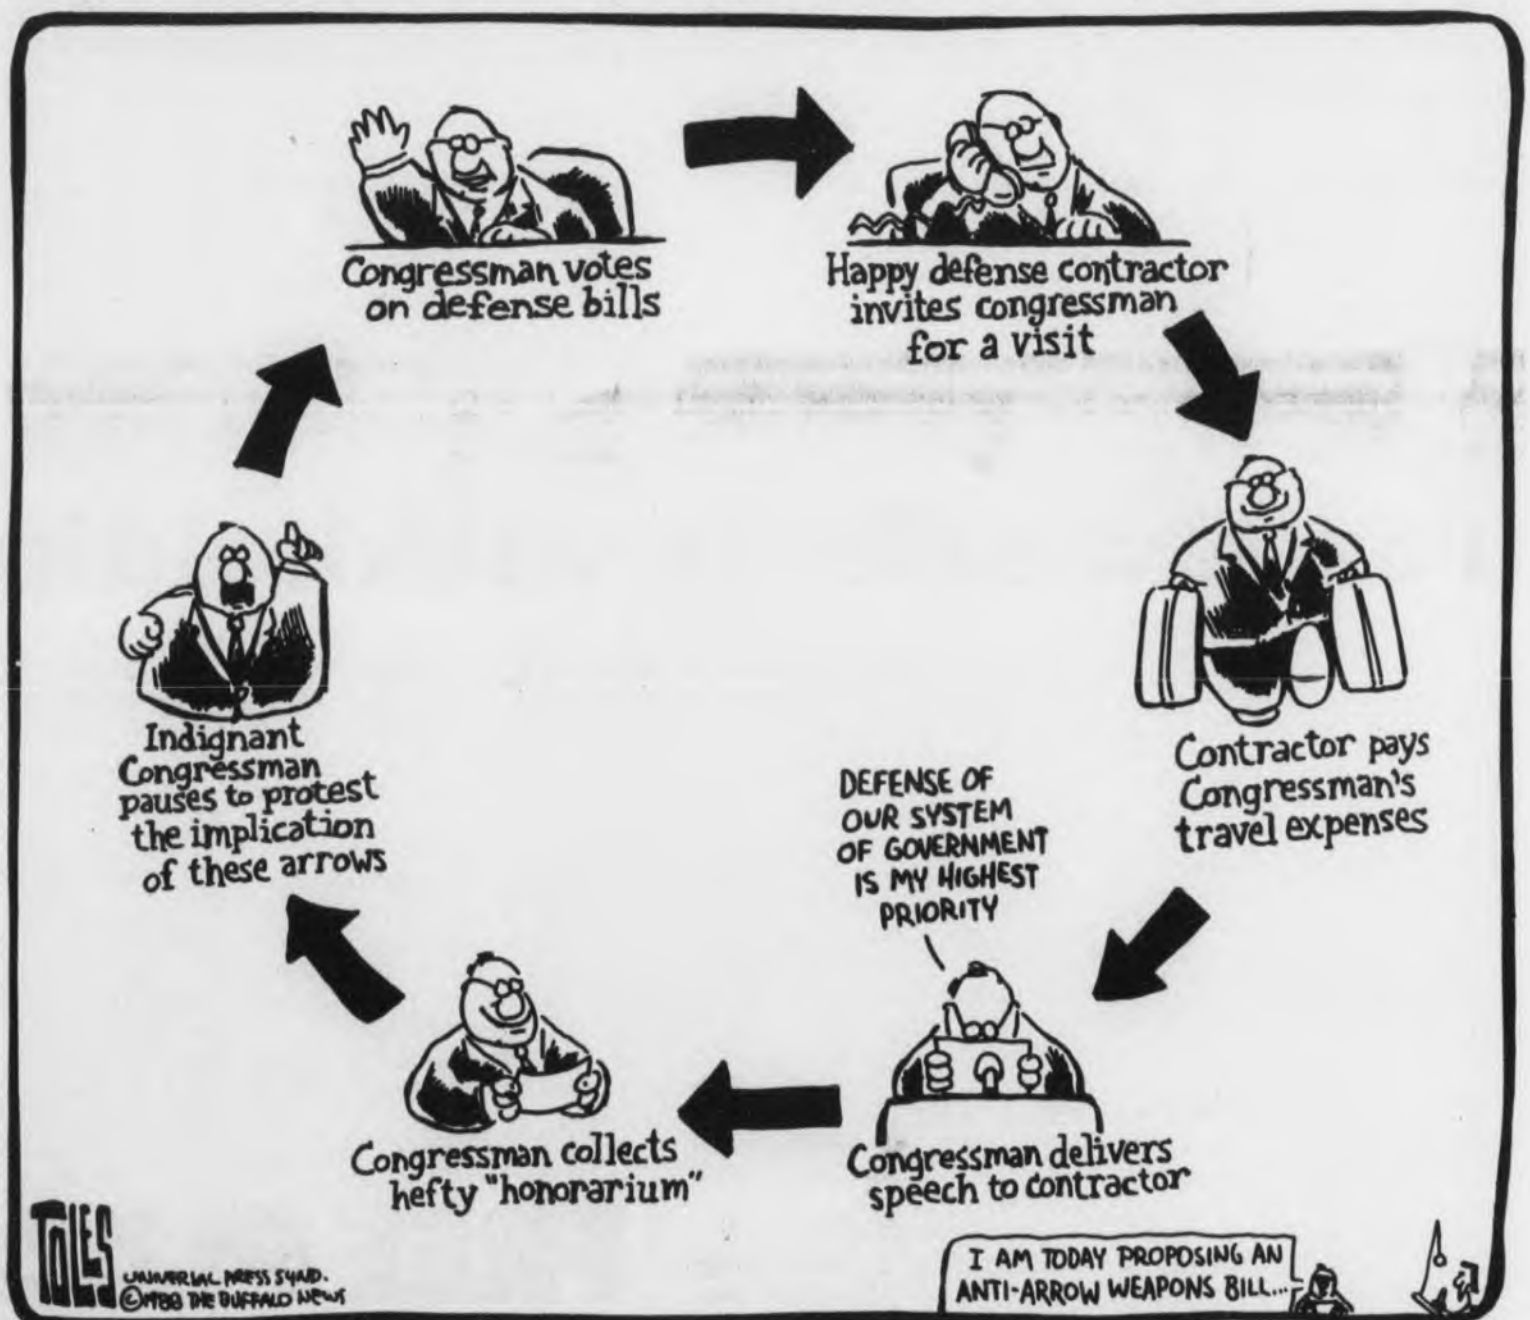 Congressman votes
on defense bills
Happy defense contractor
invites congressman
for a visit
Contractor pays
Congressman's
travel expenses
DEFENSE OF
OUR SYSTEM
OF GOVERNMENT
IS MY HIGHEST
PRIORITY
Congressman delivers
speech to contractor
Congressman collects
hefty "honorarium"
Indignant
Congressman
pauses to protest
the implication
of these arrows
TOLES
UNIVERSAL PRESS SYND.
©1988 THE BUFFALO NEWS
I AM TODAY PROPOSING AN
ANTI-ARROW WEAPONS BILL...